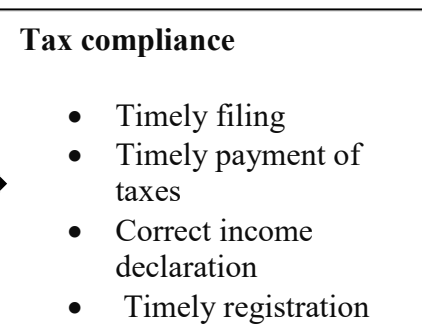 Tax compliance
• Timely filing
• Timely payment of
taxes
• Correct income
declaration
• Timely registration